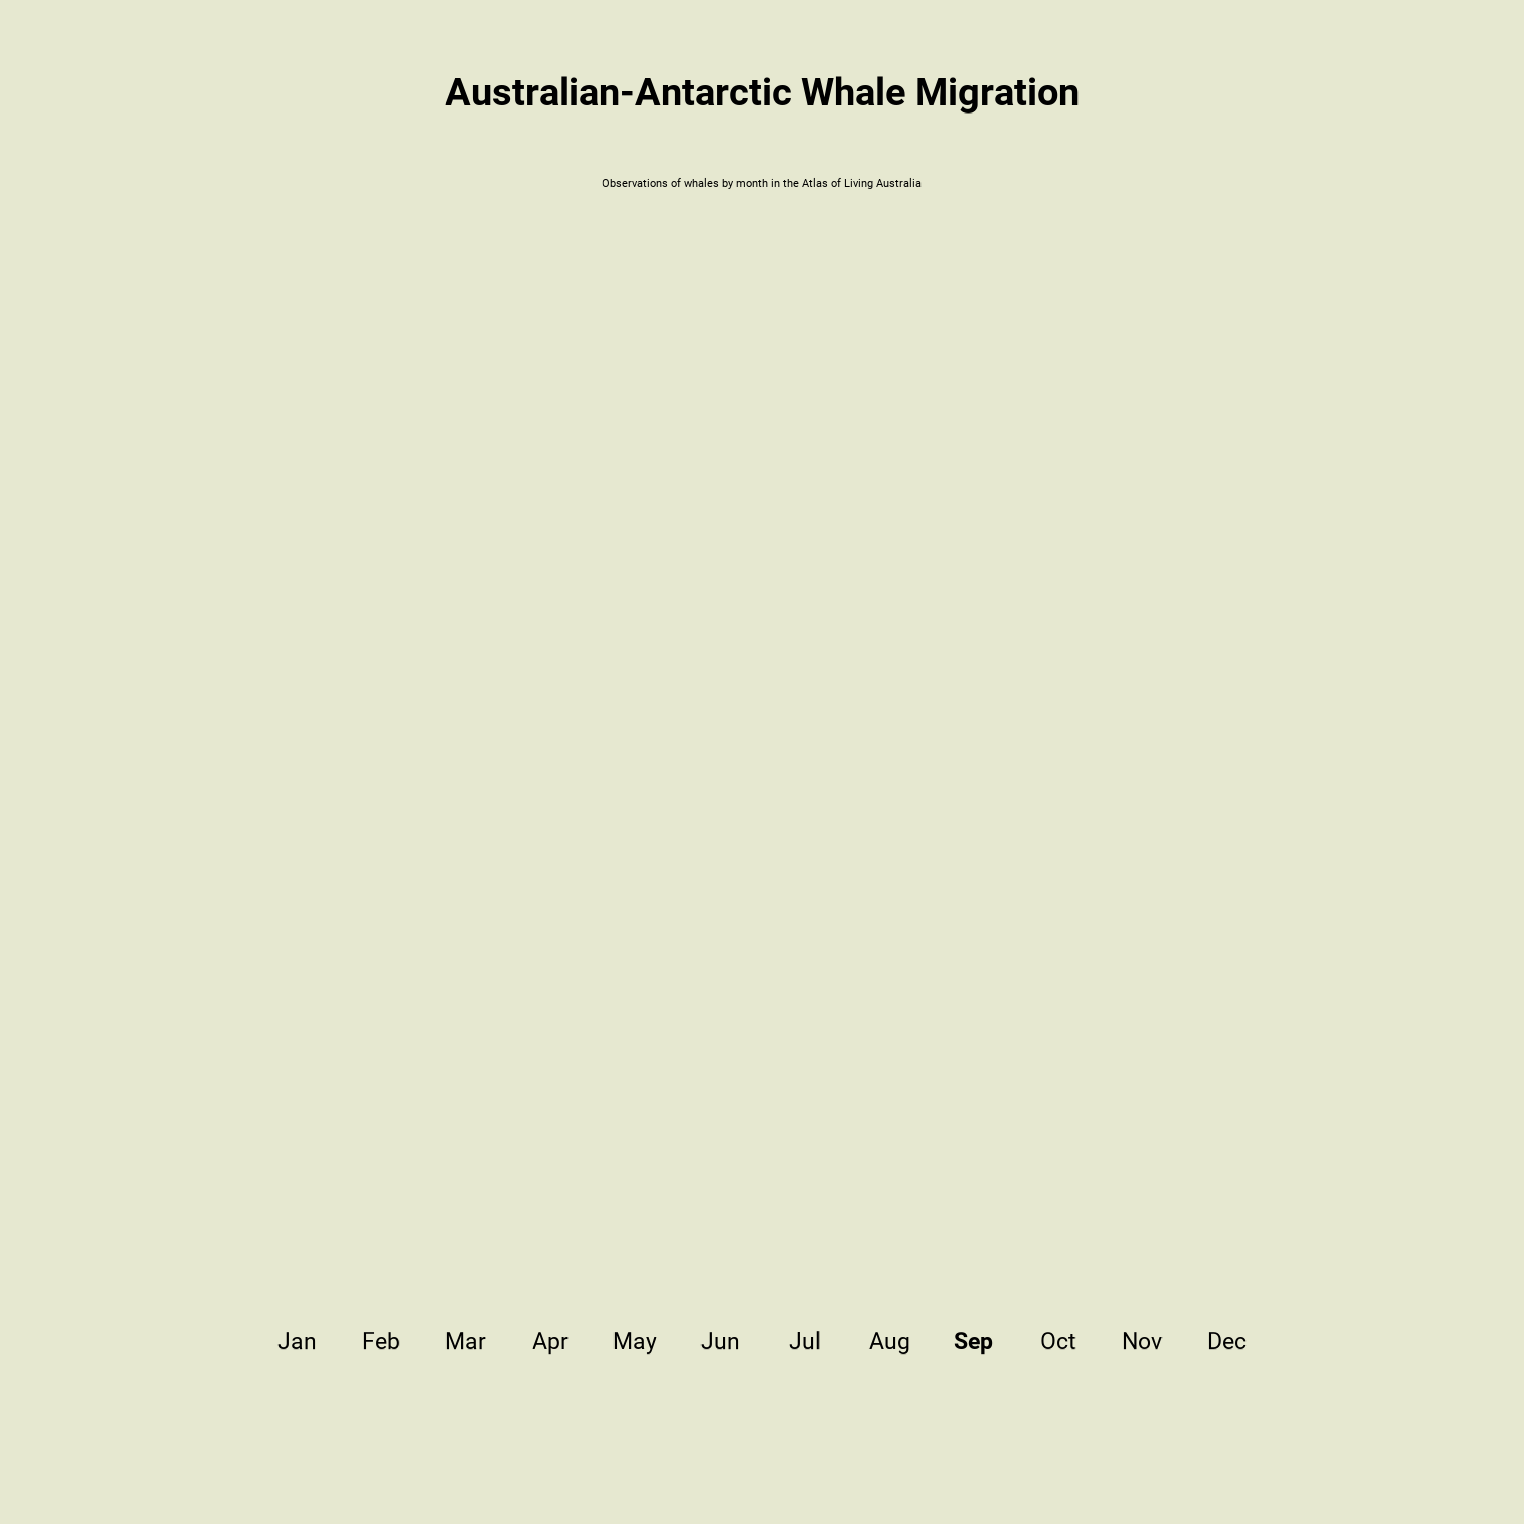 Australian-Antarctic Whale Migration
Observations of whales by month in the Atlas of Living Australia
Jan Feb Mar Apr May Jun Jul Aug Sep Oct Nov Dec